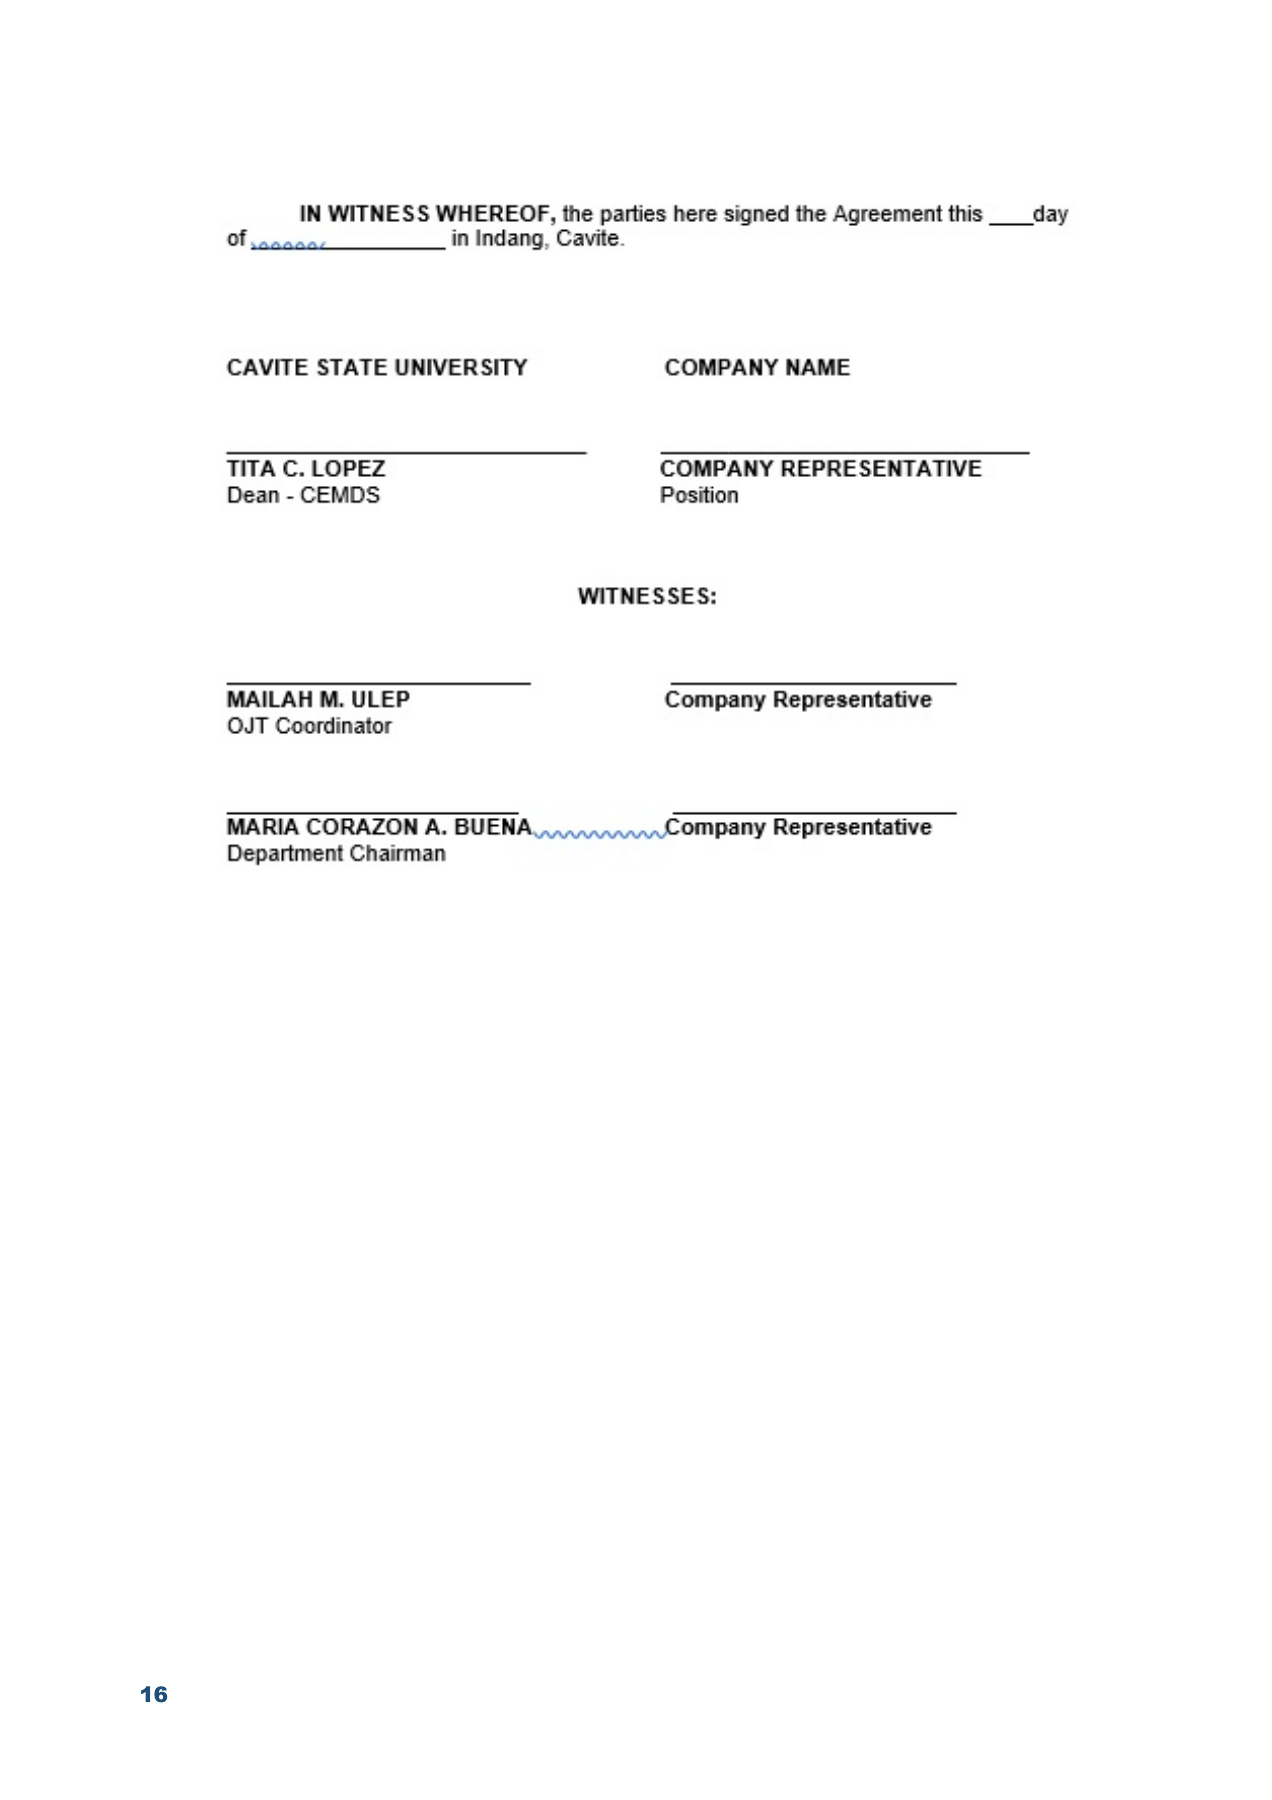 IN WITNESS WHEREOF, the parties here signed the Agreement this ____day
of ________________ in Indang, Cavite.
CAVITE STATE UNIVERSITY COMPANY NAME
TITA C. LOPEZ COMPANY REPRESENTATIVE
Dean - CEMDS Position
WITNESSES:
MAILAH M. ULEP Company Representative
OJT Coordinator
MARIA CORAZON A. BUENA Company Representative
Department Chairman
16